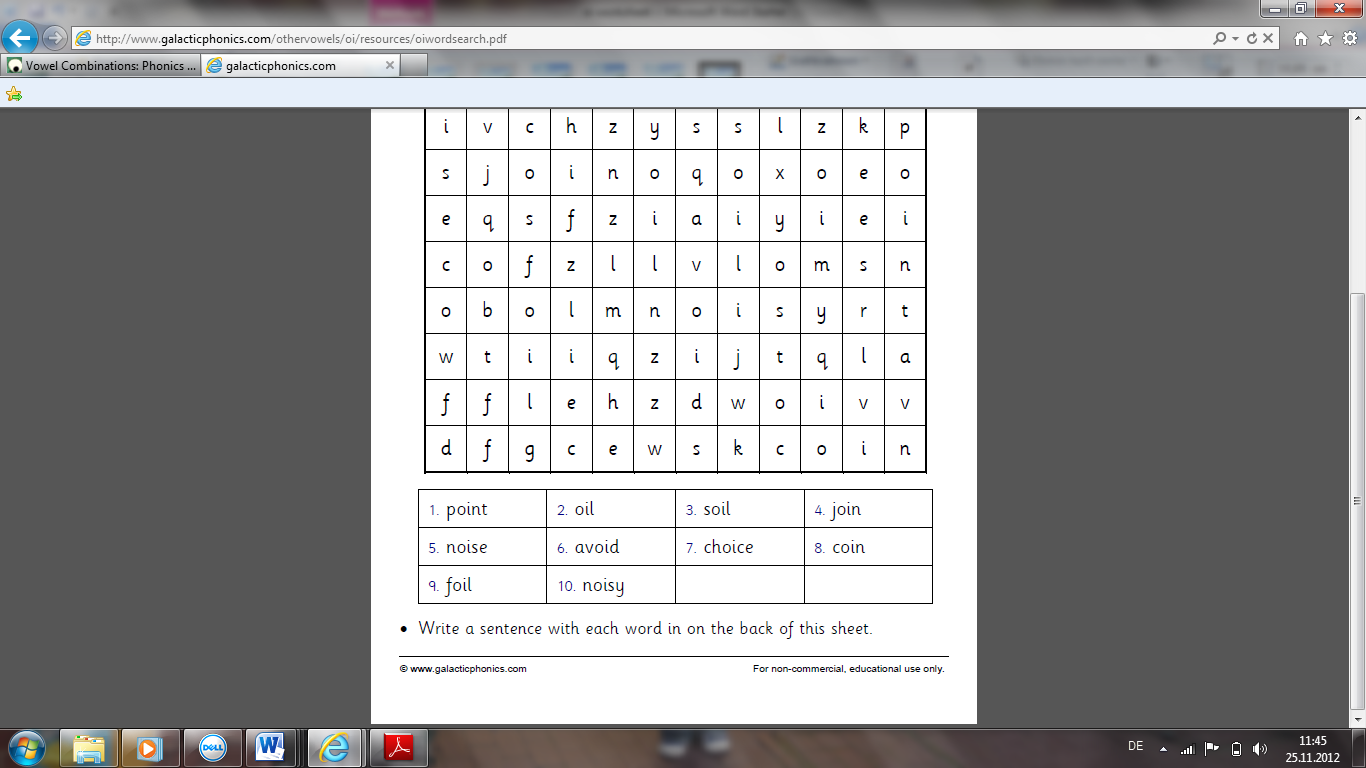 http://www.galacticphonics.com/othervowels/oi/resources/oiwordsearch.pdf
Vowel Combinations: Phonics ...
galacticphonics.com
i v c h z y s s l z k p
s j o i n o q o x o e o
e q s f z i a i y i e i
c o f z l l v l o m s n
o b o l m n o i s y r t
w t i i q z i j t q l a
f f l e h z d w o i v v
d f g c e w s k c o i n
1. point 2. oil 3. soil 4. join
5. noise 6. avoid 7. choice 8. coin
9. foil 10. noisy
• Write a sentence with each word in on the back of this sheet.
© www.galacticphonics.com For non-commercial, educational use only.
DELL
DE
11:45
25.11.2012